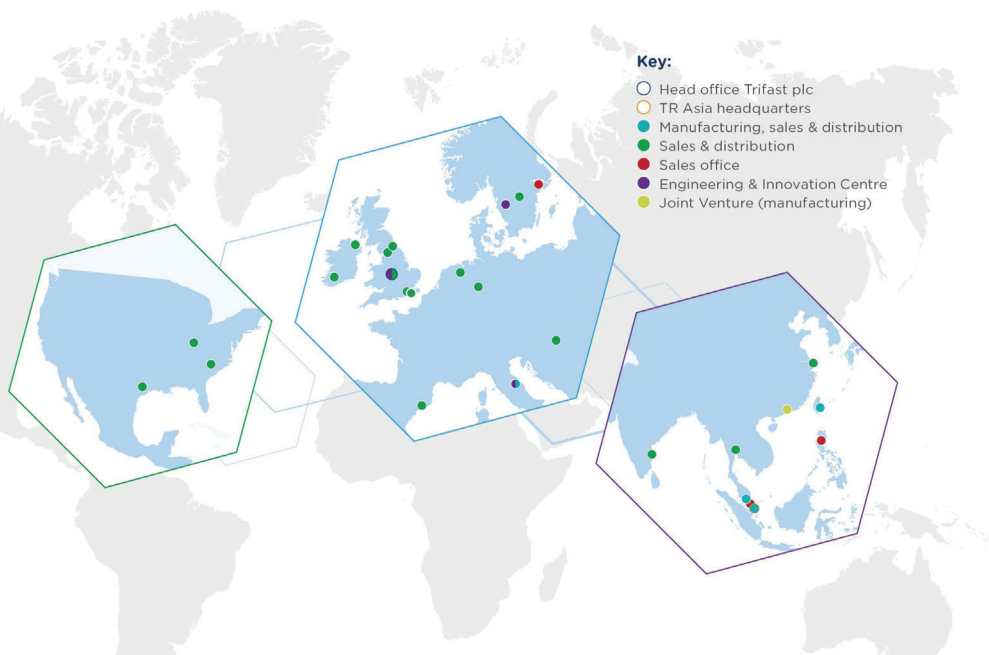 Key:
Head office Trifast plc
TR Asia headquarters
Manufacturing, sales & distribution
Sales & distribution
Sales office
Engineering & Innovation Centre
Joint Venture (manufacturing)